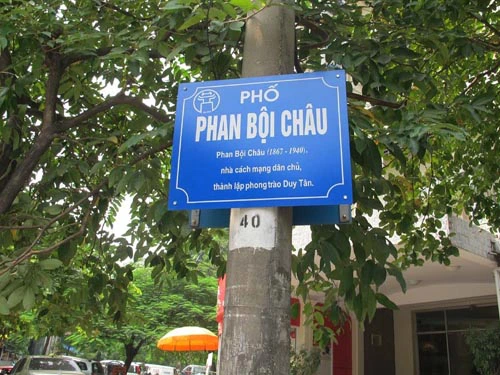 PHỐ
PHAN BỘI CHÂU
Phan Bội Châu (1867 - 1940),
nhà cách mạng dân chủ,
thành lập phong trào Duy Tân.
40